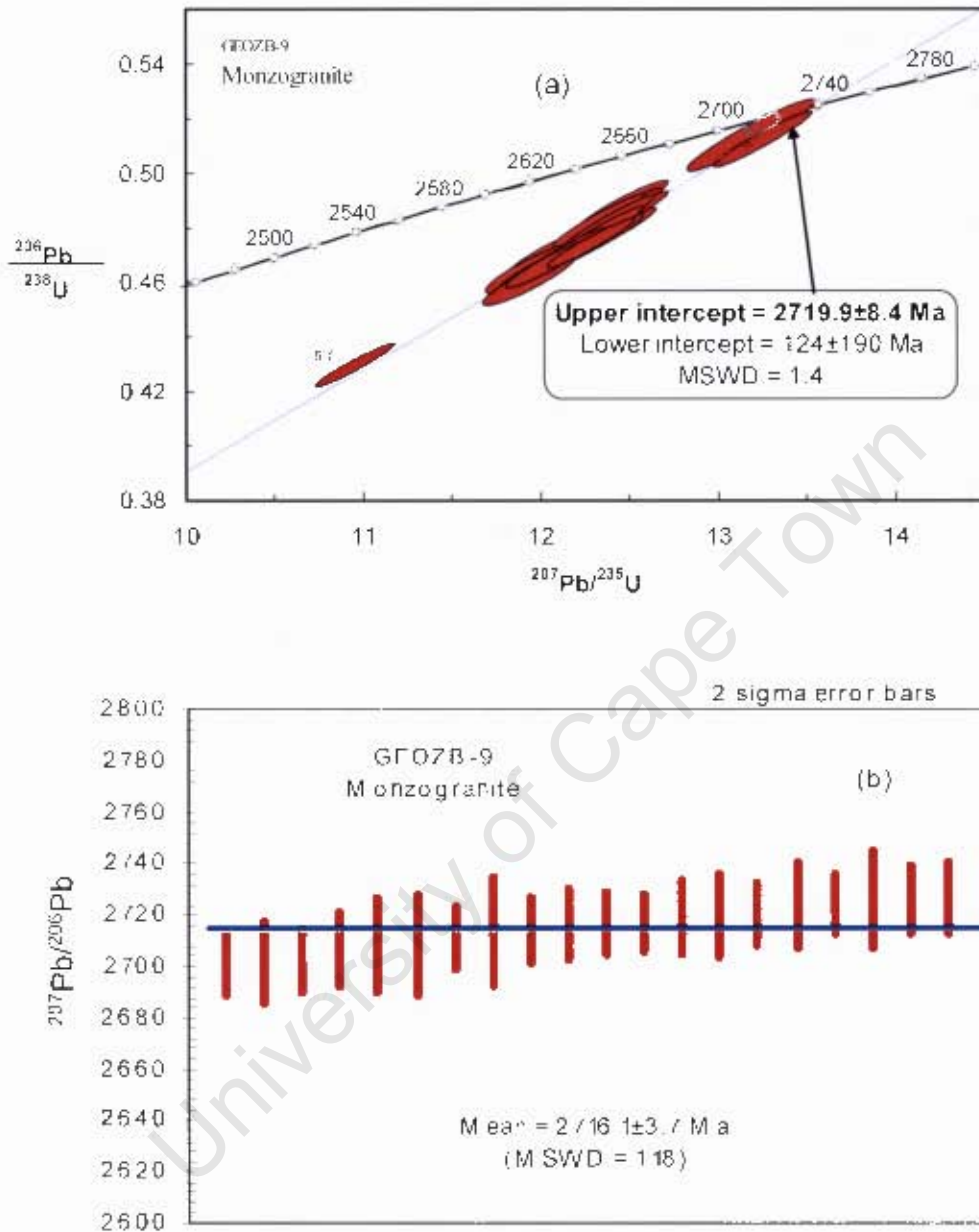 GEOZB-9
Monzogranite
(a)
0.54
0.50
0.46
0.42
0.38
206Pb
238U
2500
2540
2580
2620
2660
2700
2740
2780
Upper intercept = 2719.9±8.4 Ma
Lower intercept = 124±190 Ma
MSWD = 1.4
10
11
12
13
14
207Pb/235U
2 sigma error bars
GEOZB-9
Monzogranite
(b)
2800
2780
2760
2740
2720
2700
2680
2660
2640
2620
2600
207Pb/206Pb
Mean = 2716.1±3.7 Ma
(MSWD = 1.18)
University of Cape Town